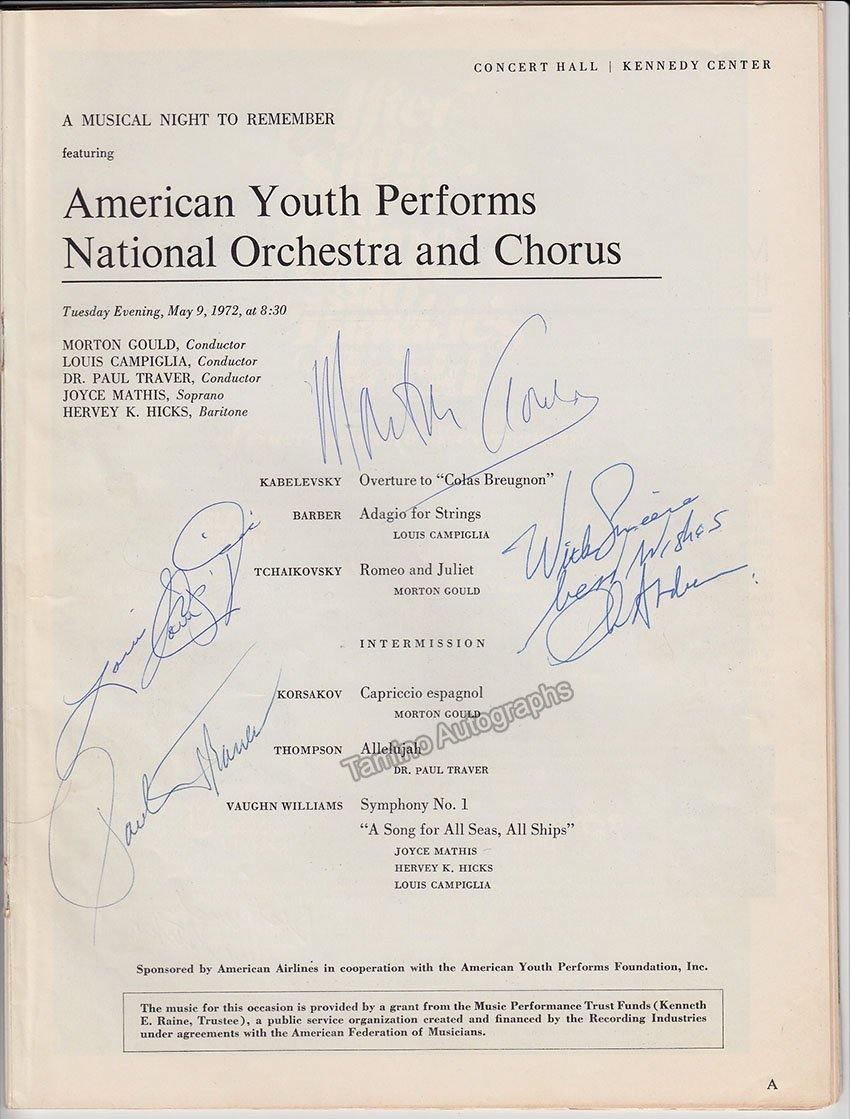 CONCERT HALL | KENNEDY CENTER
A MUSICAL NIGHT TO REMEMBER
featuring
American Youth Performs
National Orchestra and Chorus
Tuesday Evening, May 9, 1972, at 8:30
MORTON GOULD, Conductor
LOUIS CAMPIGLIA, Conductor
DR. PAUL TRAVER, Conductor
JOYCE MATHIS, Soprano
HERVEY K. HICKS, Baritone
Morton Gould
KABELEVSKY Overture to "Colas Breugnon"
BARBER Adagio for Strings
LOUIS CAMPIGLIA
With Sincere
best wishes
TCHAIKOVSKY Romeo and Juliet
MORTON GOULD
INTERMISSION
KORSAKOV Capriccio espagnol
MORTON GOULD
Tamino Autographs
Paul Traver
THOMPSON Allelujah
DR. PAUL TRAVER
VAUGHN WILLIAMS Symphony No. 1
"A Song for All Seas, All Ships"
JOYCE MATHIS
HERVEY K. HICKS
LOUIS CAMPIGLIA
Sponsored by American Airlines in cooperation with the American Youth Performs Foundation, Inc.
The music for this occasion is provided by a grant from the Music Performance Trust Funds (Kenneth
E. Raine, Trustee), a public service organization created and financed by the Recording Industries
under agreements with the American Federation of Musicians.
A